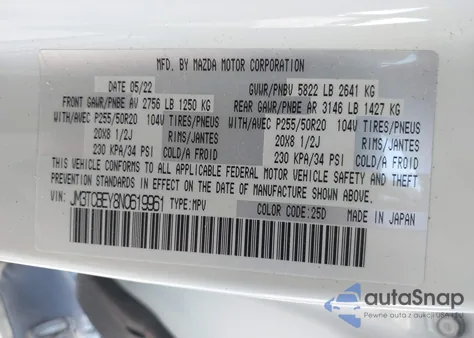 MFD. BY MAZDA MOTOR CORPORATION
DATE 05/22 GVWR/PNBV 5822 LB 2641 KG
FRONT GAWR/PNBE AV 2756 LB 1250 KG REAR GAWR/PNBE AR 3146 LB 1427 KG
WITH/AVEC P255/50R20 104V TIRES/PNEUS WITH/AVEC P255/50R20 104V TIRES/PNEUS
20X8 1/2J RIMS/JANTES 20X8 1/2J RIMS/JANTES
230 KPA/34 PSI COLD/A FROID 230 KPA/34 PSI COLD/A FROID
THIS VEHICLE CONFORMS TO ALL APPLICABLE FEDERAL MOTOR VEHICLE SAFETY
STANDARDS IN EFFECT ON THE DATE OF MANUFACTURE SHOWN ABOVE.
VIN: JM3TCBEY8N0619961 TYPE:MPV
COLOR CODE:25D MADE IN JAPAN
autoSnap
Pewne auta z drugiej ręki